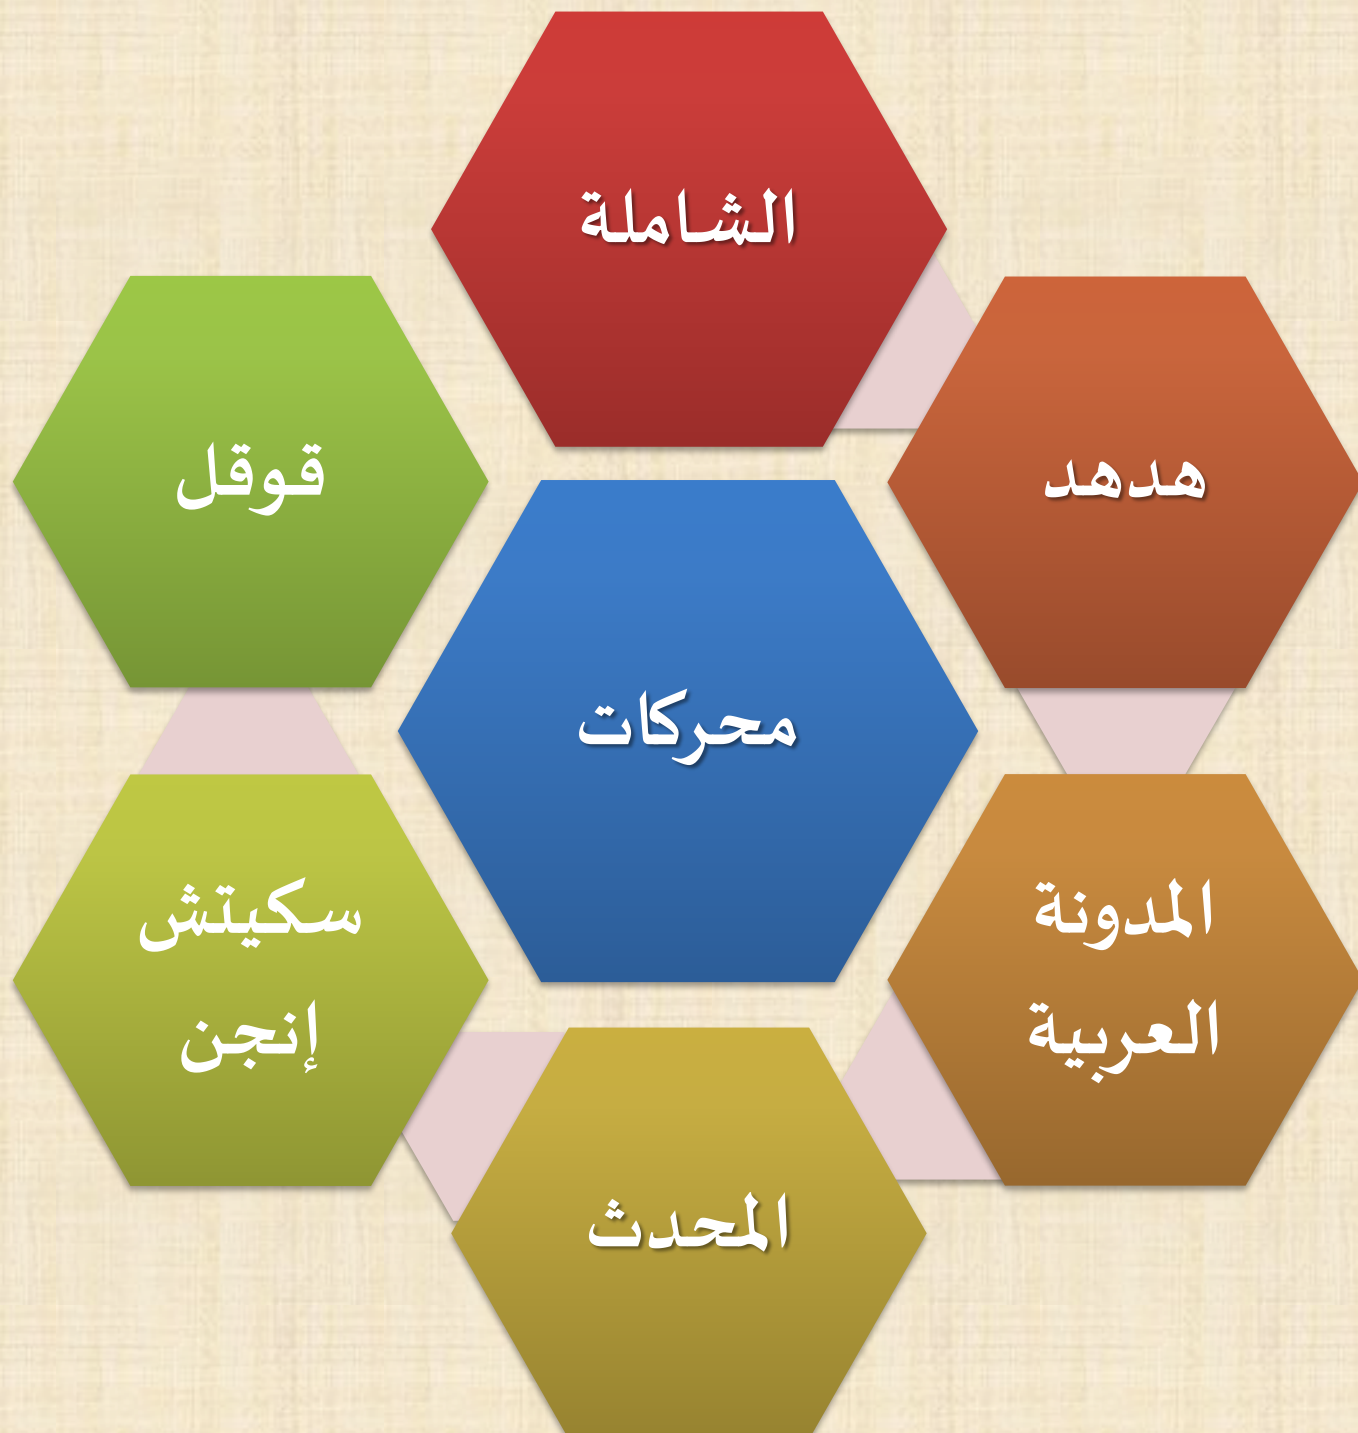 الشاملة
هدهد
قوقل
محركات
المدونة
العربية
سكيتش
إنجن
المحدث